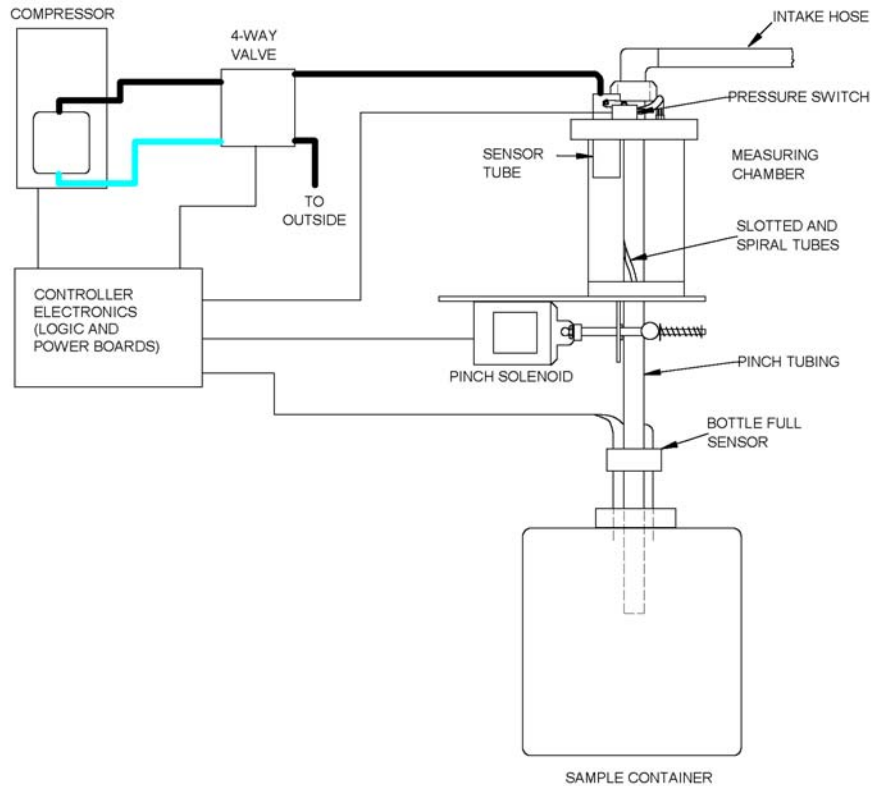 COMPRESSOR
4-WAY
VALVE
INTAKE HOSE
PRESSURE SWITCH
SENSOR
TUBE
MEASURING
CHAMBER
TO
OUTSIDE
SLOTTED AND
SPIRAL TUBES
CONTROLLER
ELECTRONICS
(LOGIC AND
POWER BOARDS)
PINCH SOLENOID
PINCH TUBING
BOTTLE FULL
SENSOR
SAMPLE CONTAINER